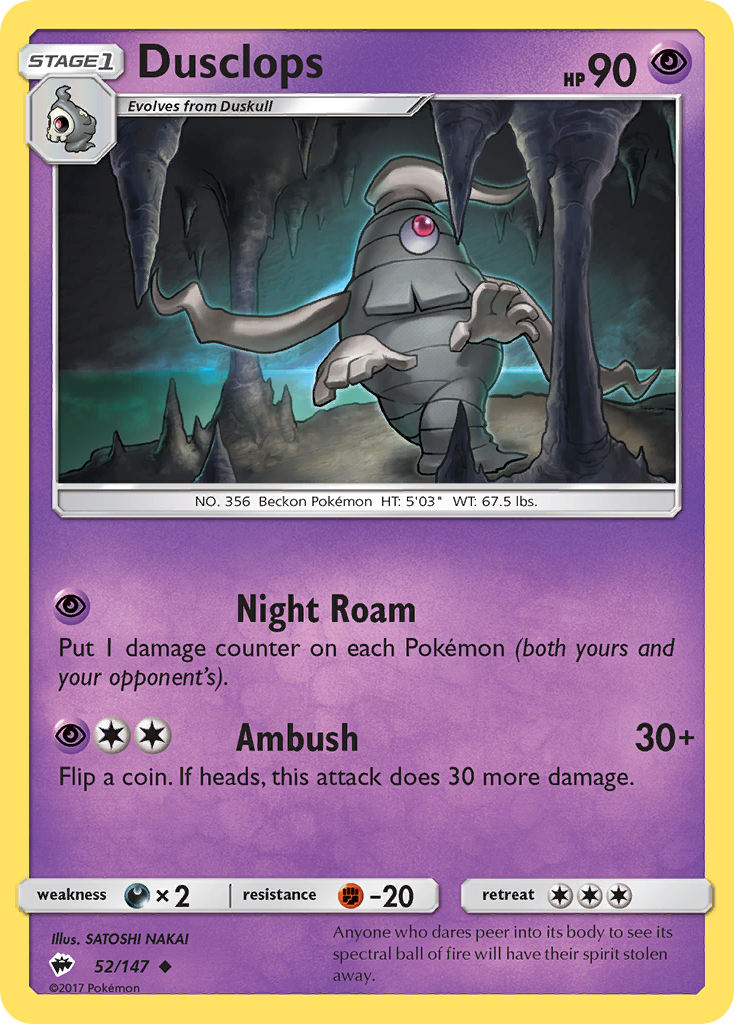 STAGE1
Dusclops
HP 90
Evolves from Duskull
NO. 356 Beckon Pokémon HT: 5'03" WT: 67.5 lbs.
Night Roam
Put 1 damage counter on each Pokémon (both yours and
your opponent's).
Ambush 30+
Flip a coin. If heads, this attack does 30 more damage.
weakness × 2 resistance -20 retreat
Illus. SATOSHI NAKAI
52/147
©2017 Pokémon
Anyone who dares peer into its body to see its
spectral ball of fire will have their spirit stolen
away.